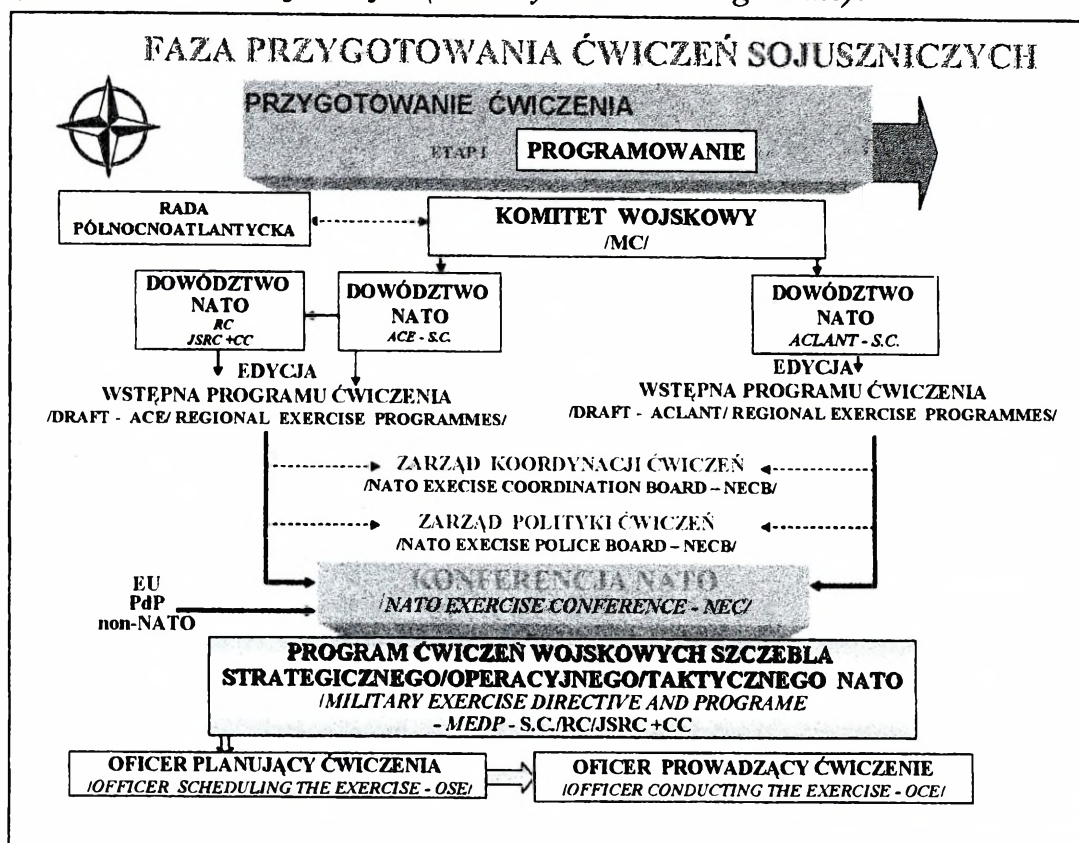 FAZA PRZYGOTOWANIA ĆWICZEŃ SOJUSZNICZYCH
PRZYGOTOWANIE ĆWICZENIA
ETAP I
PROGRAMOWANIE
RADA
PÓŁNOCNOATLANTYCKA
KOMITET WOJSKOWY
/MC/
DOWÓDZTWO
NATO
RC
JSRC +CC
DOWÓDZTWO
NATO
ACE - S.C.
DOWÓDZTWO
NATO
ACLANT - S.C.
EDYCJA
WSTĘPNA PROGRAMU ĆWICZENIA
/DRAFT - ACE/ REGIONAL EXERCISE PROGRAMMES/
EDYCJA
WSTĘPNA PROGRAMU ĆWICZENIA
/DRAFT - ACLANT/ REGIONAL EXERCISE PROGRAMMES/
ZARZĄD KOORDYNACJI ĆWICZEŃ
/NATO EXECISE COORDINATION BOARD – NECB/
ZARZĄD POLITYKI ĆWICZEŃ
/NATO EXECISE POLICE BOARD – NECB/
KONFERENCJA NATO
/NATO EXERCISE CONFERENCE - NEC/
EU
PdP
non-NATO
PROGRAM ĆWICZEŃ WOJSKOWYCH SZCZEBLA
STRATEGICZNEGO/OPERACYJNEGO/TAKTYCZNEGO NATO
/MILITARY EXERCISE DIRECTIVE AND PROGRAME
- MEDP - S.C./RC/JSRC +CC
OFICER PLANUJĄCY ĆWICZENIA
/OFFICER SCHEDULING THE EXERCISE - OSE/
OFICER PROWADZĄCY ĆWICZENIE
/OFFICER CONDUCTING THE EXERCISE - OCE/